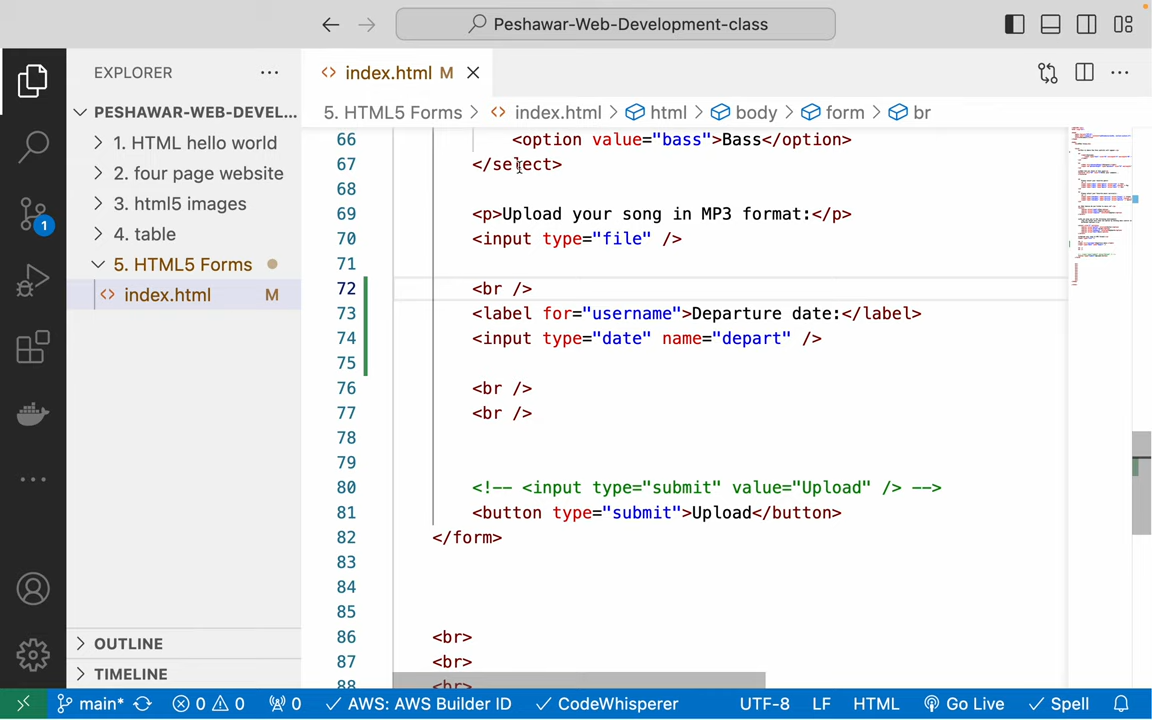 Peshawar-Web-Development-class
EXPLORER
PESHAWAR-WEB-DEVEL...
1. HTML hello world
2. four page website
3. html5 images
4. table
5. HTML5 Forms
<> index.html M
1
OUTLINE
TIMELINE
<> index.html M
5. HTML5 Forms > <> index.html > html > body > form > br
66 <option value="bass">Bass</option>
67 </select>
68
69 <p>Upload your song in MP3 format:</p>
70 <input type="file" />
71
72 <br />
73 <label for="username">Departure date:</label>
74 <input type="date" name="depart" />
75
76 <br />
77 <br />
78
79
80 <!-- <input type="submit" value="Upload" /> -->
81 <button type="submit">Upload</button>
82 </form>
83
84
85
86 <br>
87 <br>
88 <br>
main* 0 0 0 AWS: AWS Builder ID CodeWhisperer UTF-8 LF HTML Go Live Spell